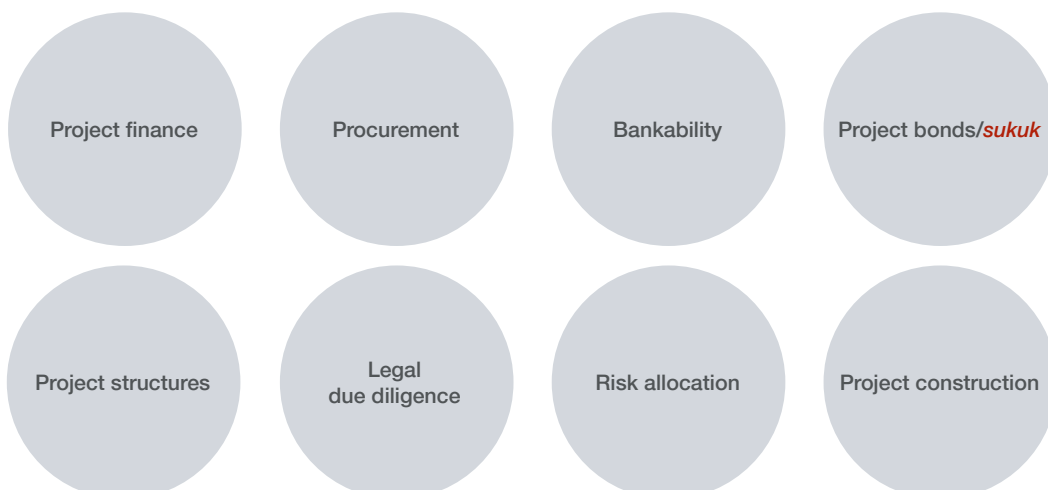 Project finance
Procurement
Bankability
Project bonds/sukuk
Project structures
Legal
due diligence
Risk allocation
Project construction